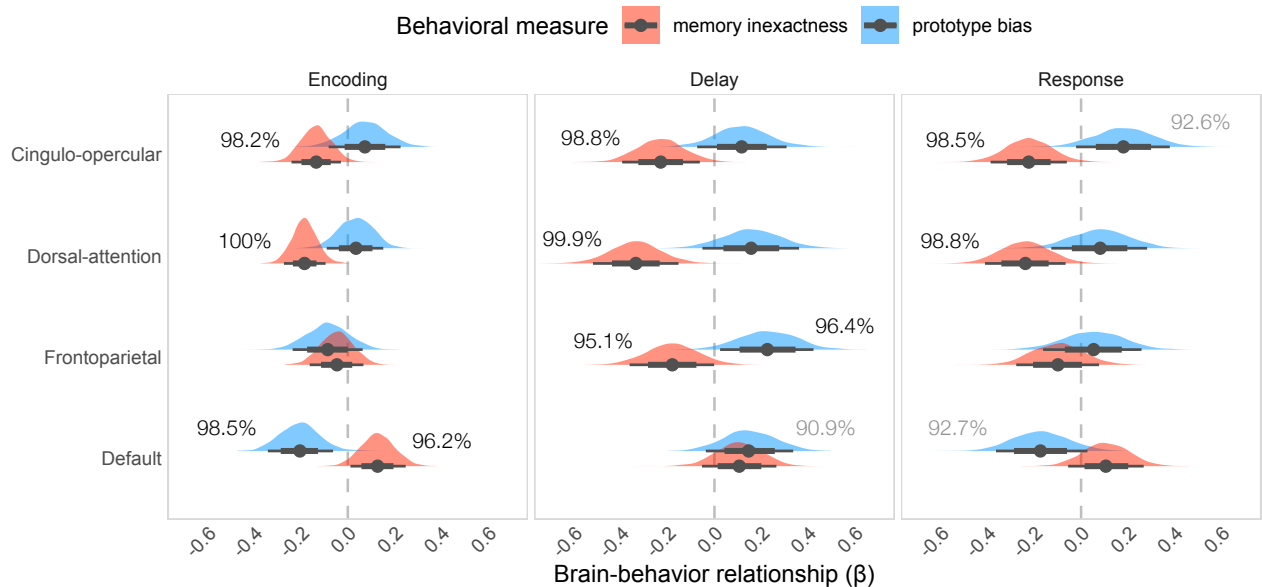 Behavioral measure memory inexactness prototype bias
Encoding Delay Response
Cingulo-opercular 98.2% 98.8% 98.5% 92.6%
Dorsal-attention 100% 99.9% 98.8%
Frontoparietal 95.1% 96.4%
Default 98.5% 96.2% 90.9% 92.7%
-0.6 -0.4 -0.2 0.0 0.2 0.4 0.6 -0.6 -0.4 -0.2 0.0 0.2 0.4 0.6 -0.6 -0.4 -0.2 0.0 0.2 0.4 0.6
Brain-behavior relationship (β)